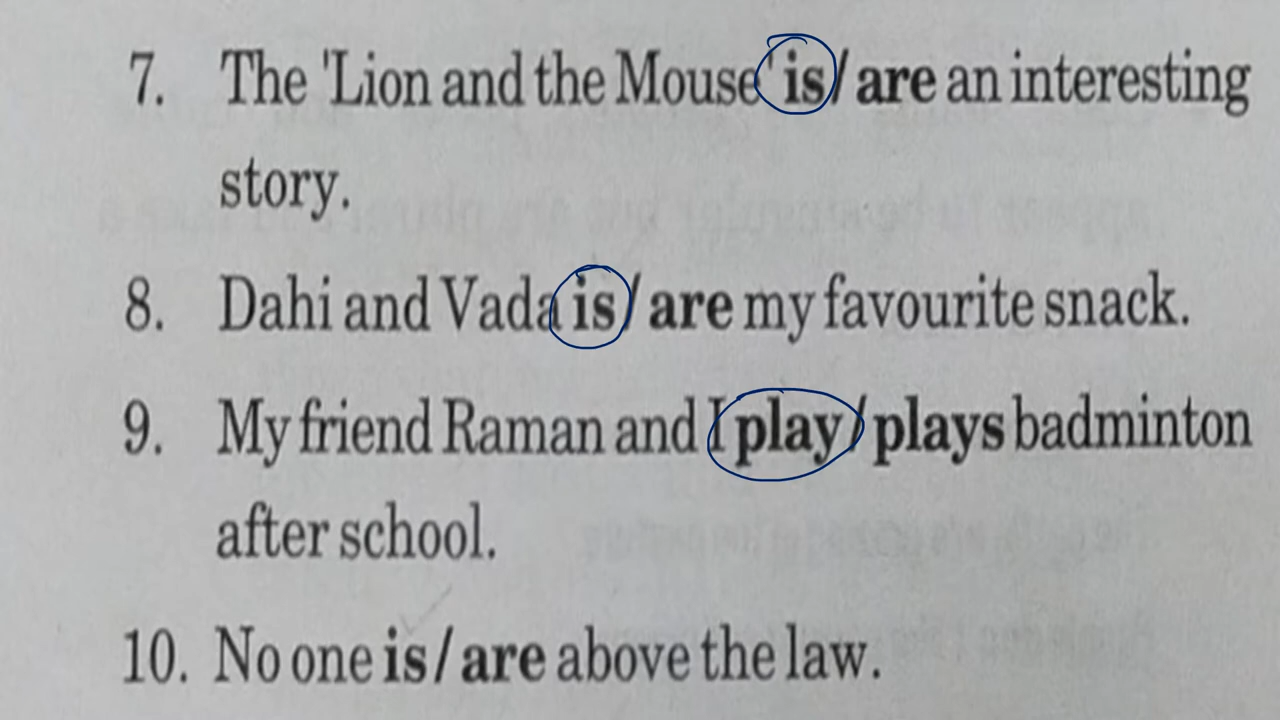 7. The 'Lion and the Mouse' is / are an interesting
story.
8. Dahi and Vada is / are my favourite snack.
9. My friend Raman and I play / plays badminton
after school.
10. No one is / are above the law.